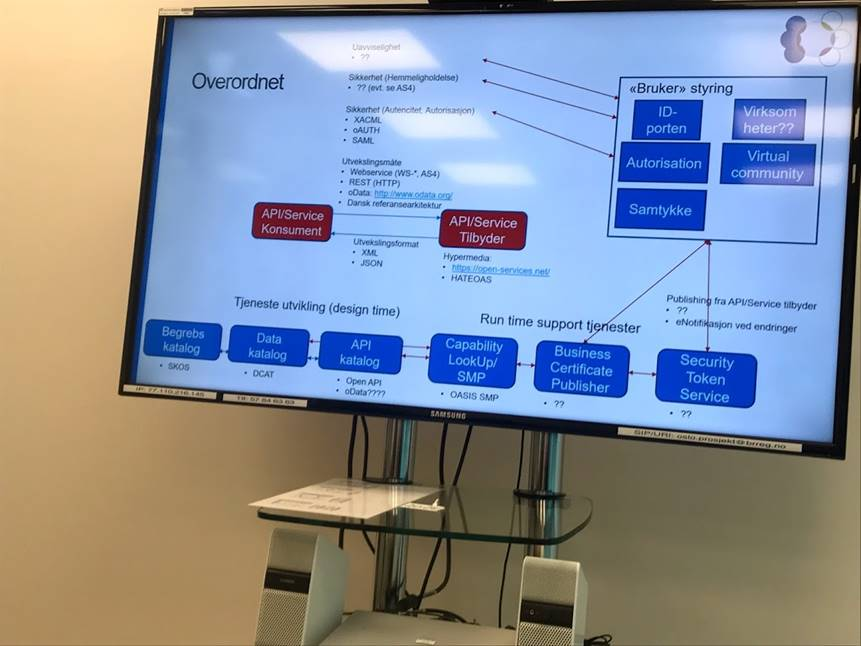 Overordnet
Uavviselighet
• ??
Sikkerhet (Hemmeligholdelse)
• ?? (evt. se AS4)
Sikkerhet (Autencitet, Autorisasjon)
• XACML
• oAUTH
• SAML
Utvekslingsmåte
• Webservice (WS-*, AS4)
• REST (HTTP)
• oData: http://www.odata.org/
• Dansk referansearkitektur
«Bruker» styring
ID-
porten
Virksom
heter??
Autorisation
Virtual
community
Samtykke
API/Service
Konsument
API/Service
Tilbyder
Utvekslingsformat
• XML
• JSON
Hypermedia:
• https://open-services.net/
• HATEOAS
Publishing fra API/Service tilbyder
• ??
• eNotifikasjon ved endringer
Tjeneste utvikling (design time)
Run time support tjenester
Begrebs
katalog
• SKOS
Data
katalog
• DCAT
API
katalog
• Open API
• oData????
Capability
LookUp/
SMP
• OASIS SMP
Business
Certificate
Publisher
• ??
Security
Token
Service
• ??
SAMSUNG
SIP/URI: oslo.prosjekt@brreg.no